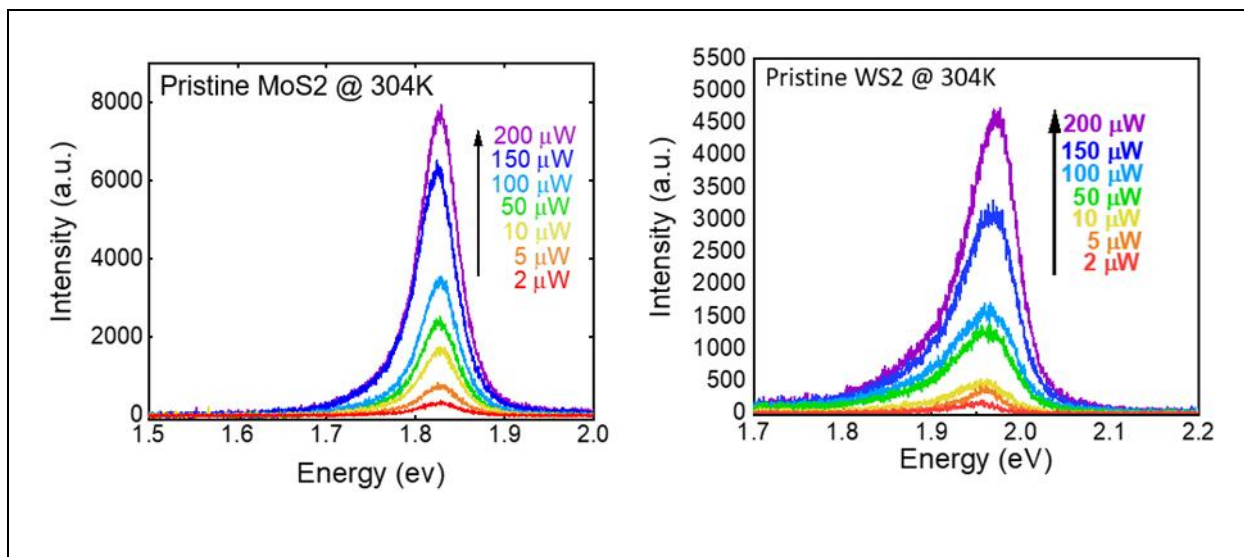 Pristine MoS2 @ 304K
8000
6000
4000
2000
0
Intensity (a.u.)
200 μW
150 μW
100 μW
50 μW
10 μW
5 μW
2 μW
1.5 1.6 1.7 1.8 1.9 2.0
Energy (ev)
Pristine WS2 @ 304K
5500
5000
4500
4000
3500
3000
2500
2000
1500
1000
500
0
Intensity (a.u.)
200 μW
150 μW
100 μW
50 μW
10 μW
5 μW
2 μW
1.7 1.8 1.9 2.0 2.1 2.2
Energy (eV)